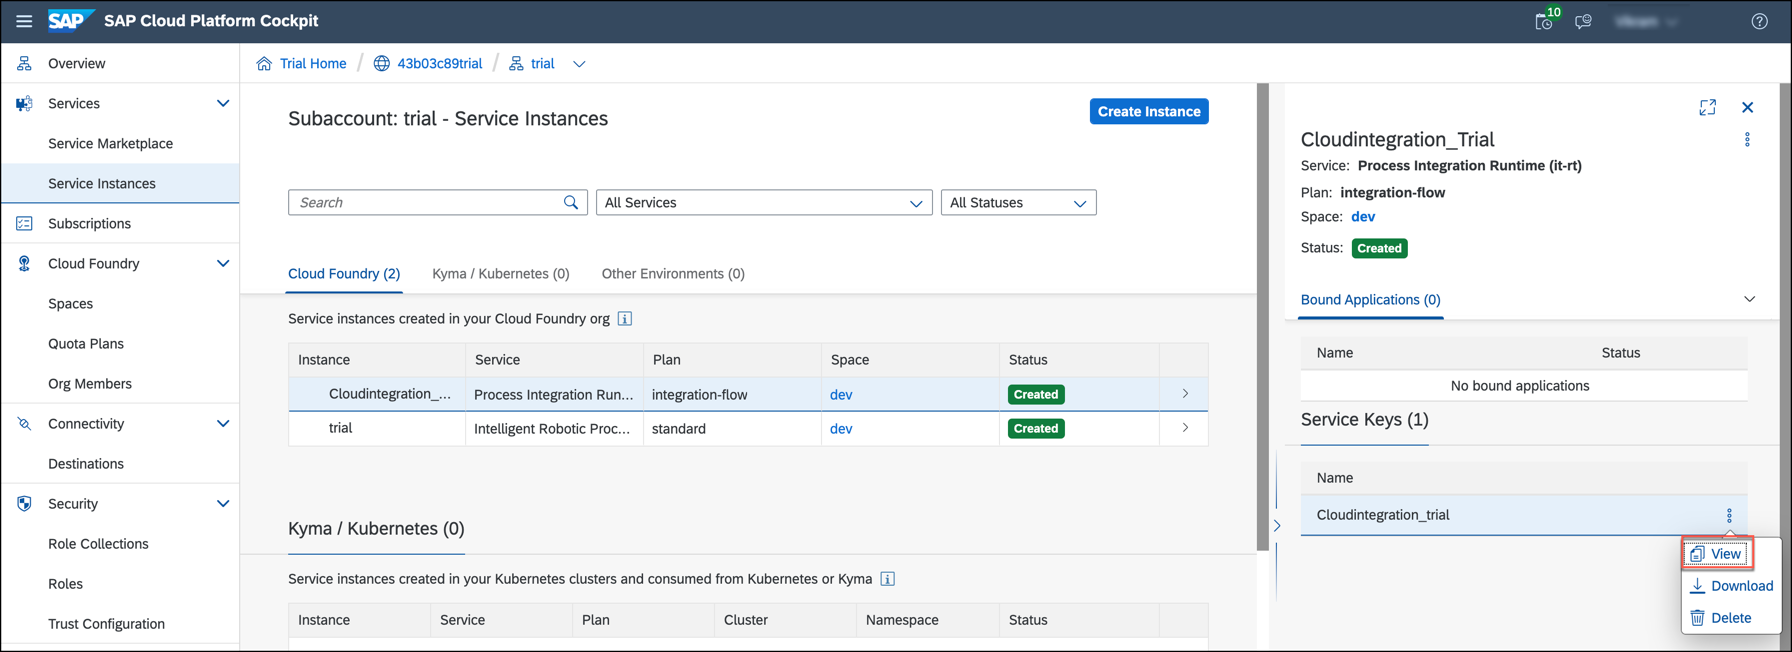 SAP SAP Cloud Platform Cockpit 10
Overview
Services
Service Marketplace
Service Instances
Subscriptions
Cloud Foundry
Spaces
Quota Plans
Org Members
Connectivity
Destinations
Security
Role Collections
Roles
Trust Configuration
Trial Home / 43b03c89trial / trial
Subaccount: trial - Service Instances
Create Instance
Search
All Services
All Statuses
Cloud Foundry (2) Kyma / Kubernetes (0) Other Environments (0)
Service instances created in your Cloud Foundry org
Instance Service Plan Space Status
Cloudintegration_... Process Integration Run... integration-flow dev Created
trial Intelligent Robotic Proc... standard dev Created
Kyma / Kubernetes (0)
Service instances created in your Kubernetes clusters and consumed from Kubernetes or Kyma
Instance Service Plan Cluster Namespace Status
Cloudintegration_Trial
Service: Process Integration Runtime (it-rt)
Plan: integration-flow
Space: dev
Status: Created
Bound Applications (0)
Name Status
No bound applications
Service Keys (1)
Name
Cloudintegration_trial
View
Download
Delete